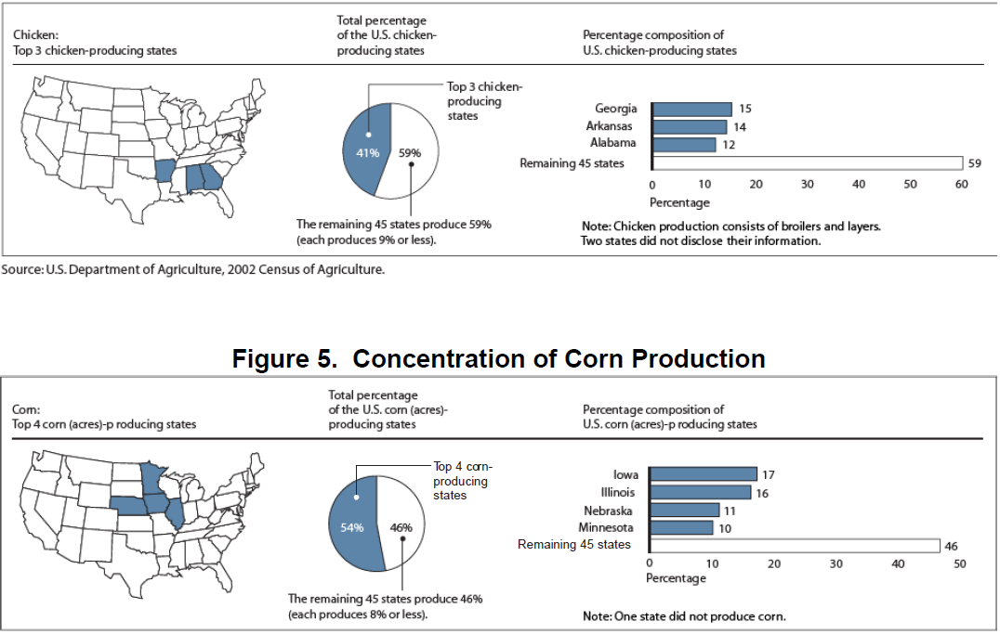 Chicken:
Top 3 chicken-producing states
Total percentage
of the U.S. chicken-
producing states
Percentage composition of
U.S. chicken-producing states
Top 3 chicken-
producing
states
41%
59%
The remaining 45 states produce 59%
(each produces 9% or less).
Georgia 15
Arkansas 14
Alabama 12
Remaining 45 states 59
0 10 20 30 40 50 60
Percentage
Note: Chicken production consists of broilers and layers.
Two states did not disclose their information.
Source: U.S. Department of Agriculture, 2002 Census of Agriculture.
Figure 5. Concentration of Corn Production
Corn:
Top 4 corn (acres)-p roducing states
Total percentage
of the U.S. corn (acres)-
producing states
Percentage composition of
U.S. corn (acres)-p roducing states
Top 4 corn-
producing
states
54%
46%
The remaining 45 states produce 46%
(each produces 8% or less).
Iowa 17
Illinois 16
Nebraska 11
Minnesota 10
Remaining 45 states 46
0 10 20 30 40 50
Percentage
Note: One state did not produce corn.